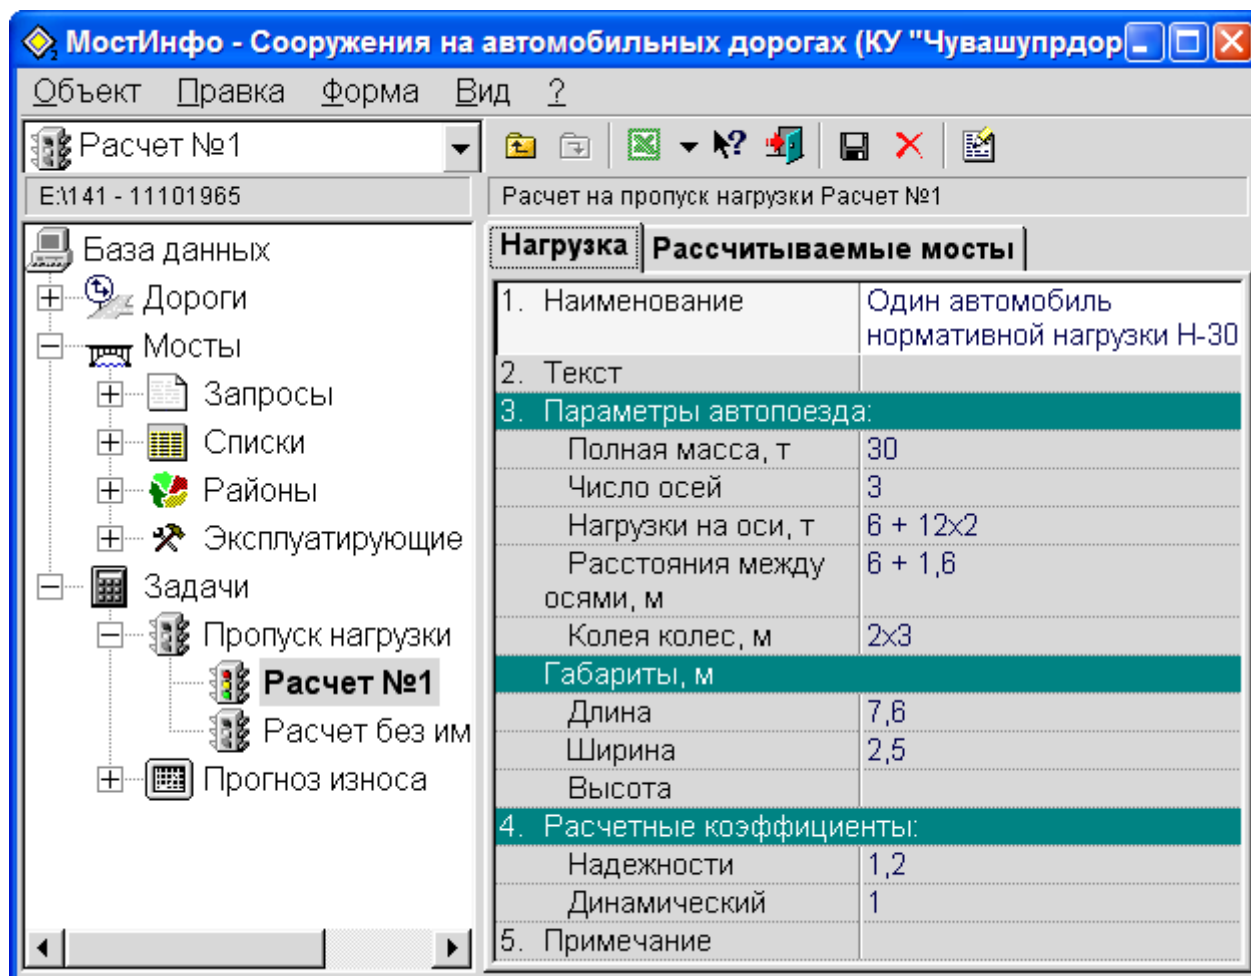 МостИнфо - Сооружения на автомобильных дорогах (КУ "Чувашупрдор
Объект Правка Форма Вид ?
Расчет №1
E:\141 - 11101965
Расчет на пропуск нагрузки Расчет №1
База данных
Дороги
Мосты
Запросы
Списки
Районы
Эксплуатирующие
Задачи
Пропуск нагрузки
Расчет №1
Расчет без им
Прогноз износа
Нагрузка Рассчитываемые мосты
1. Наименование Один автомобиль
нормативной нагрузки Н-30
2. Текст
3. Параметры автопоезда:
Полная масса, т 30
Число осей 3
Нагрузки на оси, т 6 + 12x2
Расстояния между 6 + 1,6
осями, м
Колея колес, м 2x3
Габариты, м
Длина 7,6
Ширина 2,5
Высота
4. Расчетные коэффициенты:
Надежности 1,2
Динамический 1
5. Примечание